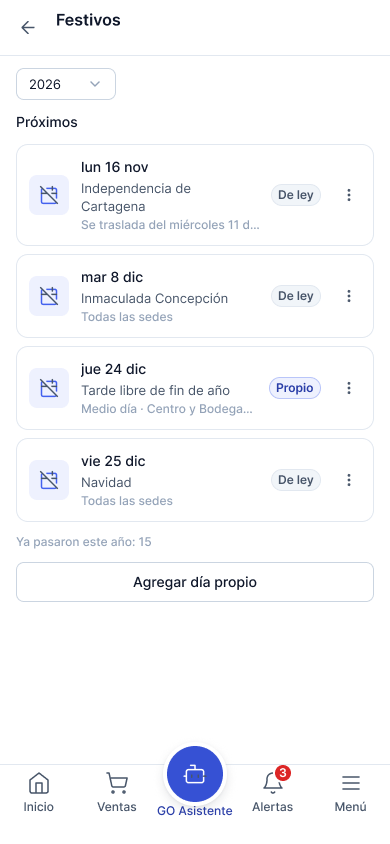 Festivos
2026
Próximos
lun 16 nov
Independencia de
Cartagena
Se traslada del miércoles 11 d...
De ley
mar 8 dic
Inmaculada Concepción
Todas las sedes
De ley
jue 24 dic
Tarde libre de fin de año
Medio día · Centro y Bodega...
Propio
vie 25 dic
Navidad
Todas las sedes
De ley
Ya pasaron este año: 15
Agregar día propio
Inicio
Ventas
GO Asistente
3
Alertas
Menú